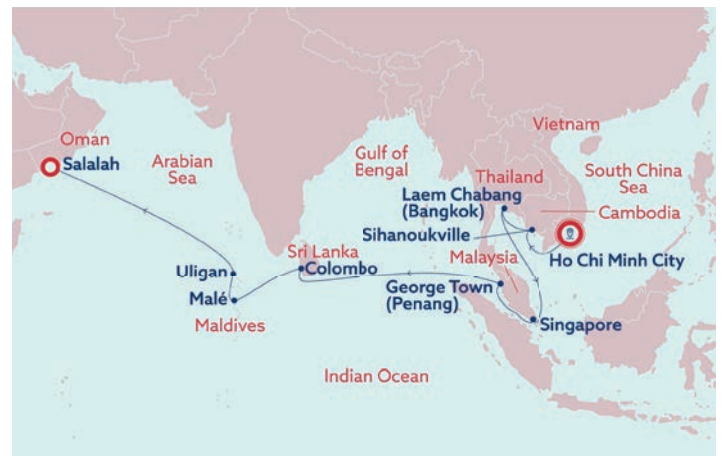 Vietnam
Oman
Salalah
Arabian
Sea
Gulf of
Bengal
Thailand
South China
Sea
Laem Chabang
(Bangkok)
Cambodia
Sihanoukville
Ho Chi Minh City
Sri Lanka
Colombo
Malaysia
Uligan
Malé
George Town
(Penang)
Maldives
Singapore
Indian Ocean